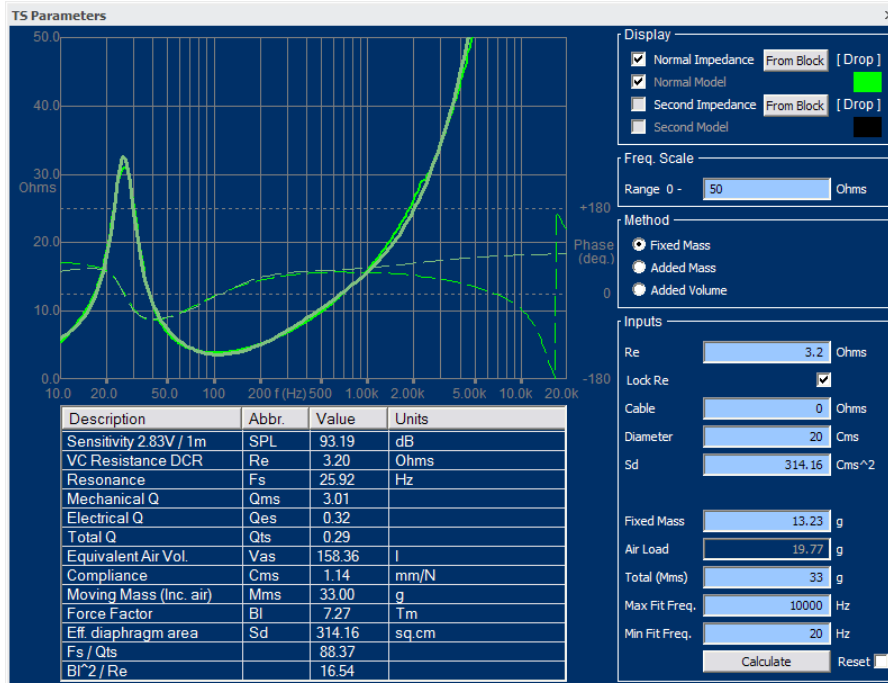 TS Parameters
50.0
40.0
30.0
Ohms
20.0
10.0
0.0
+180
Phase
(deg.)
0
-180
10.0 20.0 50.0 100 200 f (Hz) 500 1.00k 2.00k 5.00k 10.0k 20.0k
Description Abbr. Value Units
Sensitivity 2.83V / 1m SPL 93.19 dB
VC Resistance DCR Re 3.20 Ohms
Resonance Fs 25.92 Hz
Mechanical Q Qms 3.01
Electrical Q Qes 0.32
Total Q Qts 0.29
Equivalent Air Vol. Vas 158.36 l
Compliance Cms 1.14 mm/N
Moving Mass (Inc. air) Mms 33.00 g
Force Factor Bl 7.27 Tm
Eff. diaphragm area Sd 314.16 sq.cm
Fs / Qts 88.37
Bl^2 / Re 16.54
Display
Normal Impedance From Block [ Drop ]
Normal Model
Second Impedance From Block [ Drop ]
Second Model
Freq. Scale
Range 0 - 50 Ohms
Method
Fixed Mass
Added Mass
Added Volume
Inputs
Re 3.2 Ohms
Lock Re
Cable 0 Ohms
Diameter 20 Cms
Sd 314.16 Cms^2
Fixed Mass 13.23 g
Air Load 19.77 g
Total (Mms) 33 g
Max Fit Freq. 10000 Hz
Min Fit Freq. 20 Hz
Calculate Reset